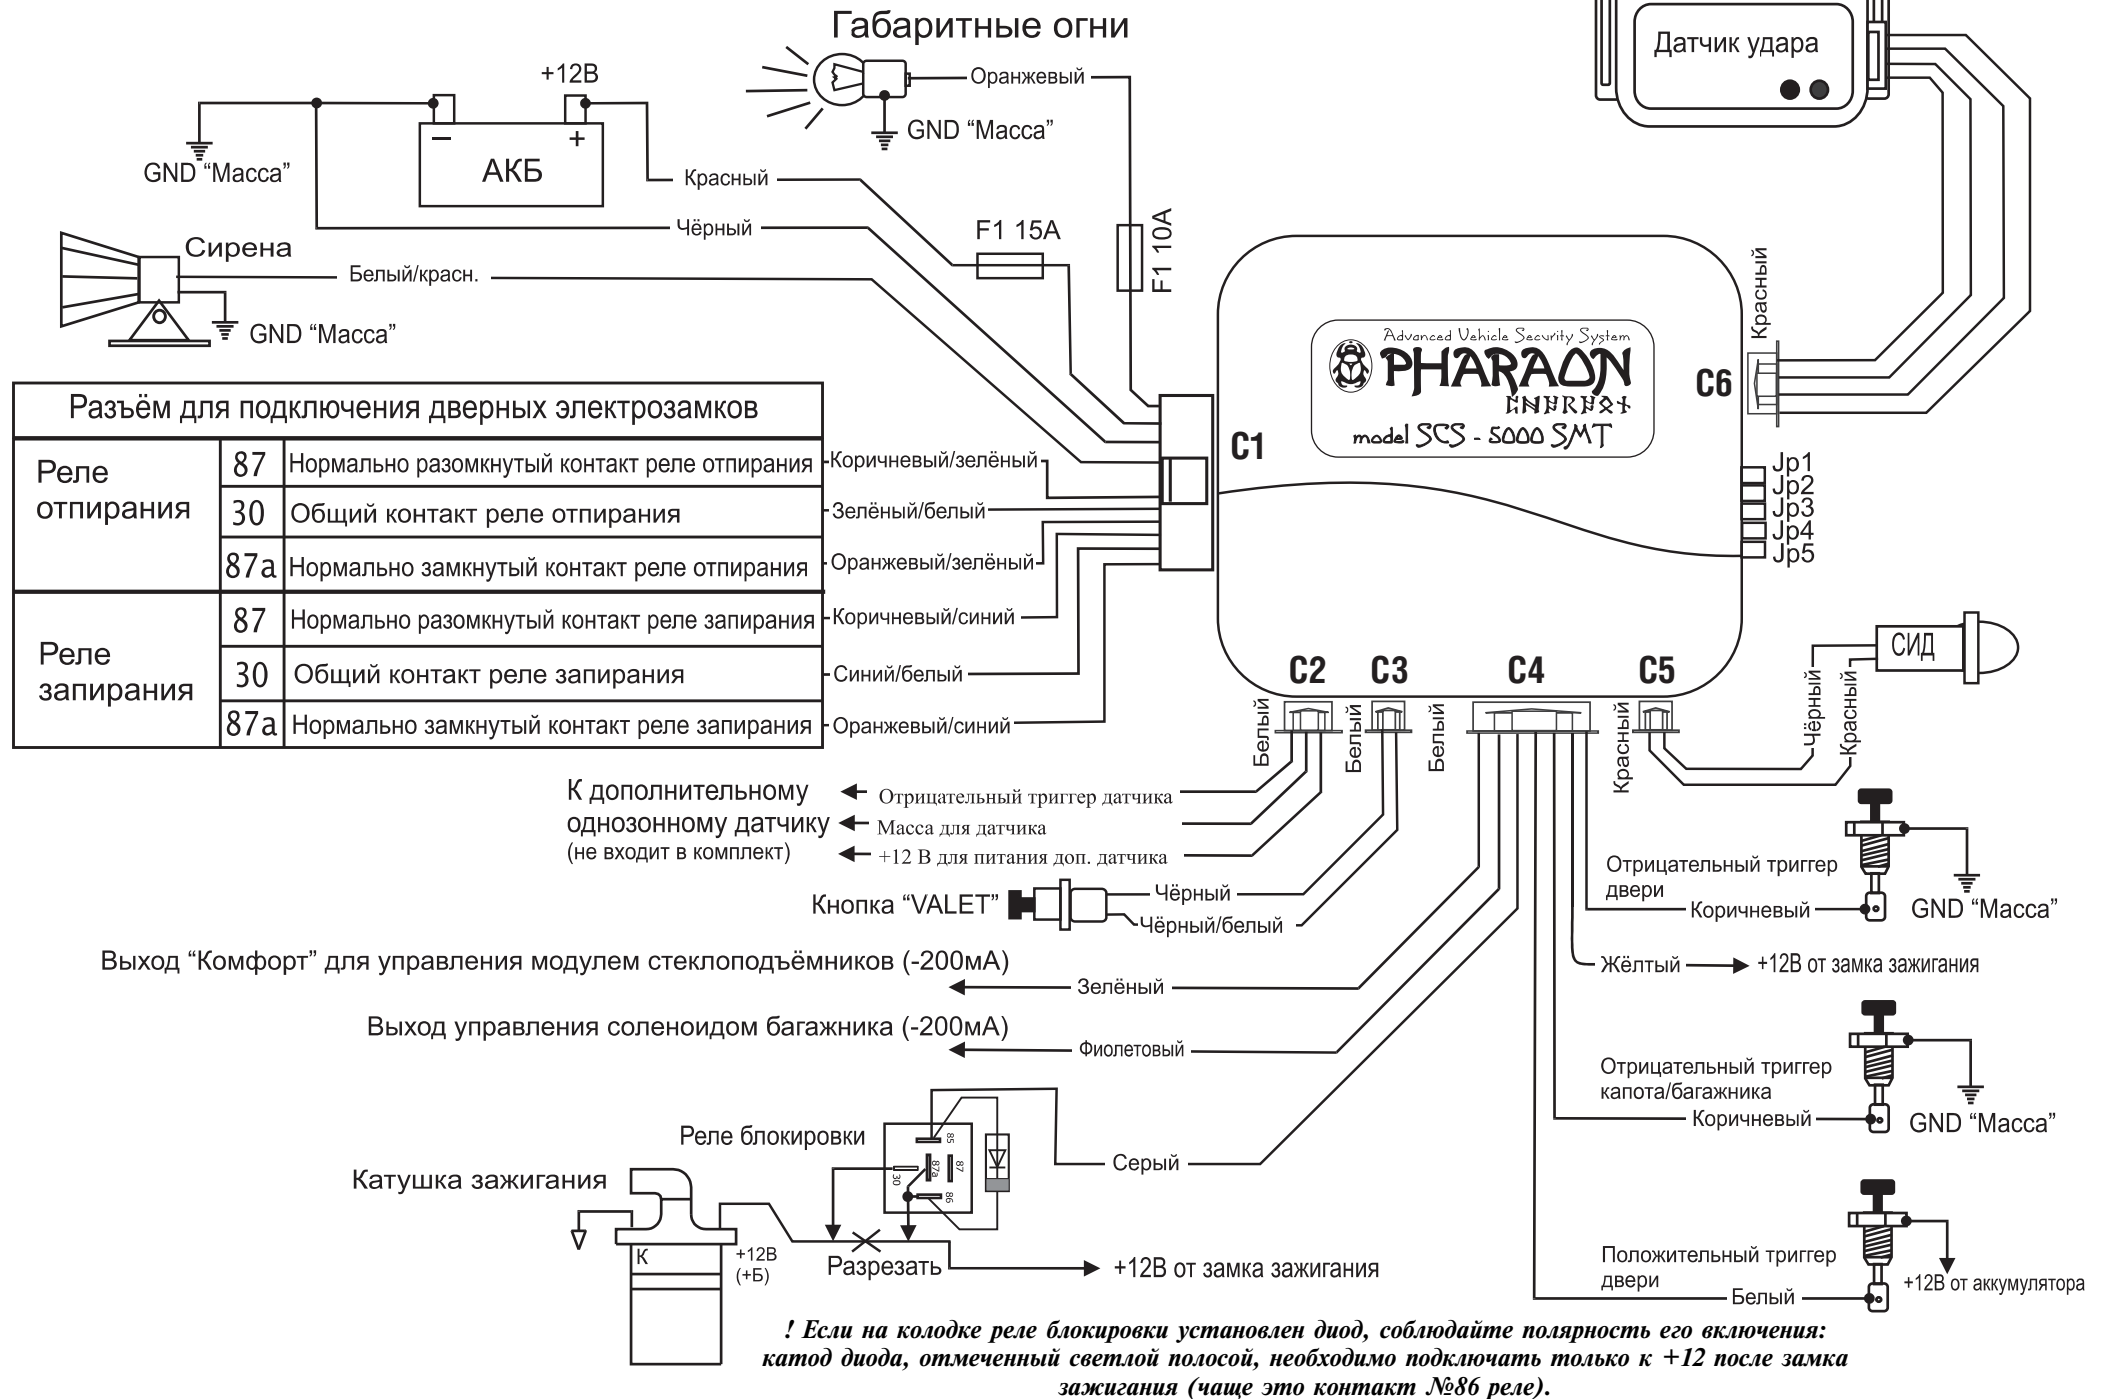 Габаритные огни
Датчик удара
+12В
Оранжевый
GND “Масса”
–
+
АКБ
GND “Масса”
Красный
F1 15A
F1 10A
Чёрный
Сирена
Белый/красн.
GND “Масса”
Красный
Advanced Vehicle Security System
PHARAON
model SCS - 5000 SMT
C6
C1
Jp1
Jp2
Jp3
Jp4
Jp5
Разъём для подключения дверных электрозамков
Реле
отпирания
87 Нормально разомкнутый контакт реле отпирания
Коричневый/зелёный
30 Общий контакт реле отпирания
Зелёный/белый
87a Нормально замкнутый контакт реле отпирания
Оранжевый/зелёный
Реле
запирания
87 Нормально разомкнутый контакт реле запирания
Коричневый/синий
30 Общий контакт реле запирания
Синий/белый
87a Нормально замкнутый контакт реле запирания
Оранжевый/синий
C2
C3
C4
C5
СИД
Белый
Белый
Белый
Красный
Чёрный
Красный
К дополнительному
однозонному датчику
(не входит в комплект)
Отрицательный триггер датчика
Масса для датчика
+12 В для питания доп. датчика
Кнопка “VALET”
Чёрный
Чёрный/белый
Отрицательный триггер
двери
Коричневый
GND “Масса”
Выход “Комфорт” для управления модулем стеклоподъёмников (-200мА)
Зелёный
Жёлтый
+12В от замка зажигания
Выход управления соленоидом багажника (-200мА)
Фиолетовый
Отрицательный триггер
капота/багажника
Коричневый
GND “Масса”
Реле блокировки
85
87a
87
30
86
Серый
Катушка зажигания
К
+12В
(+Б)
Разрезать
+12В от замка зажигания
Положительный триггер
двери
Белый
+12В от аккумулятора
! Если на колодке реле блокировки установлен диод, соблюдайте полярность его включения:
катод диода, отмеченный светлой полосой, необходимо подключать только к +12 после замка
зажигания (чаще это контакт №86 реле).